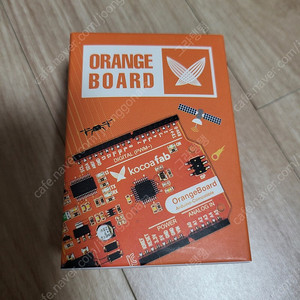 ORANGE
BOARD
DIGITAL (PWM~)
kocoafab
OrangeBoard
POWER
ANALOG IN